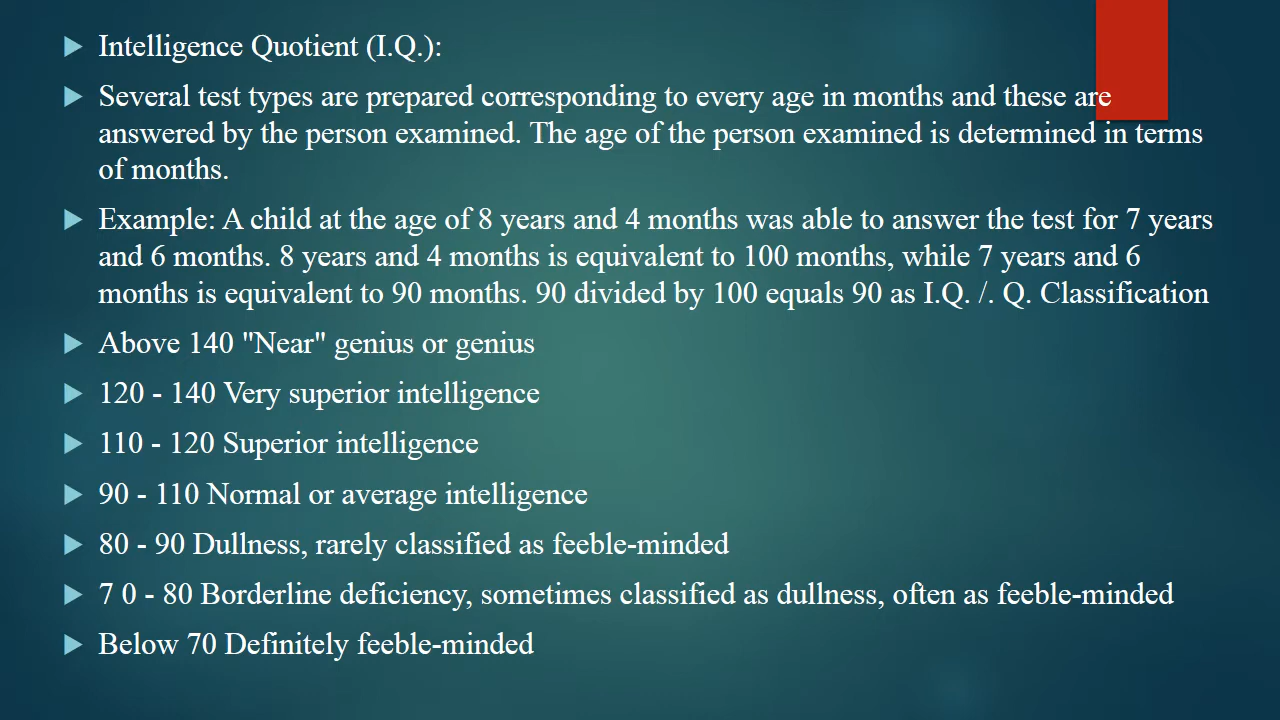 Intelligence Quotient (I.Q.):
Several test types are prepared corresponding to every age in months and these are
answered by the person examined. The age of the person examined is determined in terms
of months.
Example: A child at the age of 8 years and 4 months was able to answer the test for 7 years
and 6 months. 8 years and 4 months is equivalent to 100 months, while 7 years and 6
months is equivalent to 90 months. 90 divided by 100 equals 90 as I.Q. /. Q. Classification
Above 140 "Near" genius or genius
120 - 140 Very superior intelligence
110 - 120 Superior intelligence
90 - 110 Normal or average intelligence
80 - 90 Dullness, rarely classified as feeble-minded
7 0 - 80 Borderline deficiency, sometimes classified as dullness, often as feeble-minded
Below 70 Definitely feeble-minded